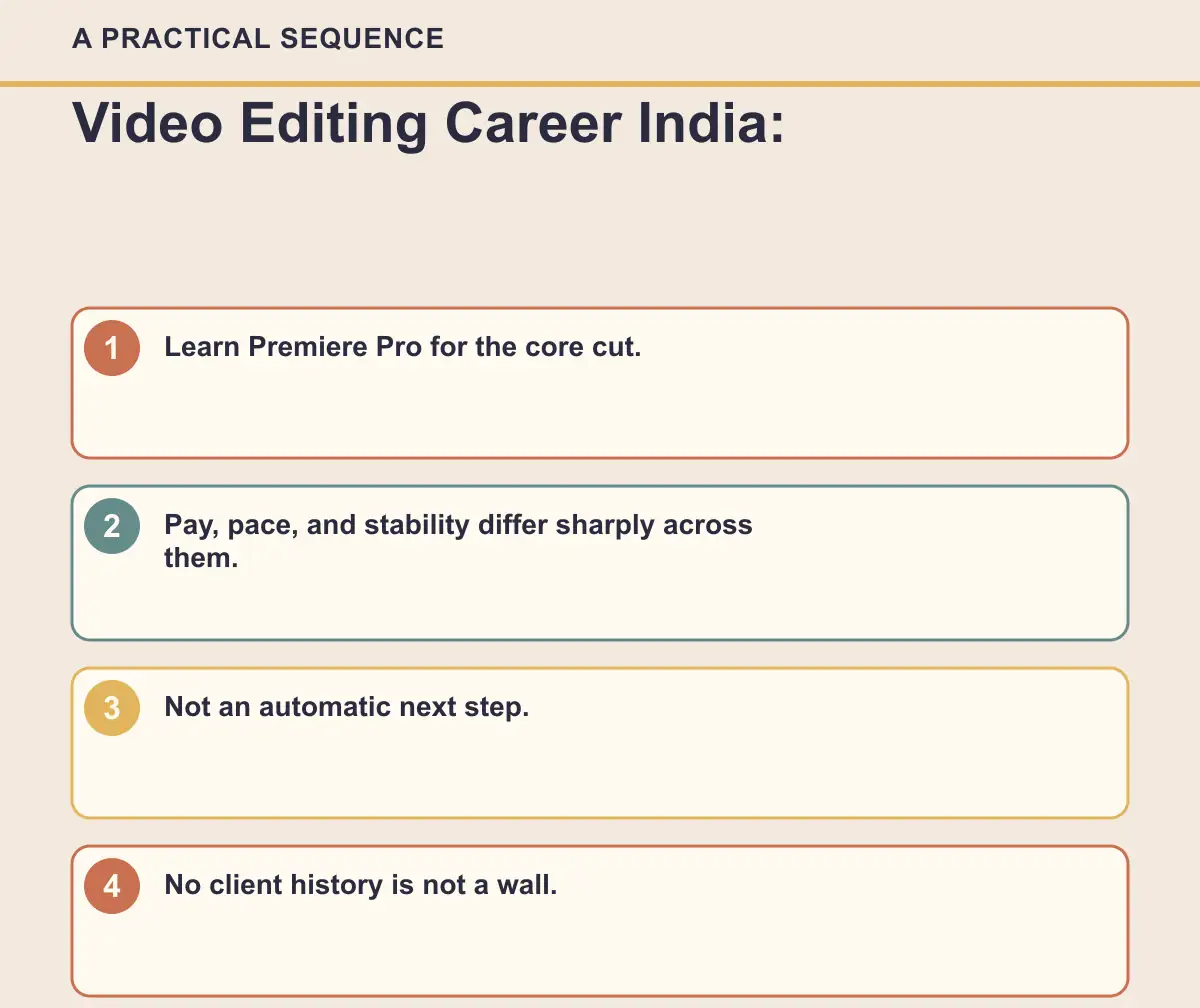 A PRACTICAL SEQUENCE
Video Editing Career India:
1
Learn Premiere Pro for the core cut.
2
Pay, pace, and stability differ sharply across
them.
3
Not an automatic next step.
4
No client history is not a wall.